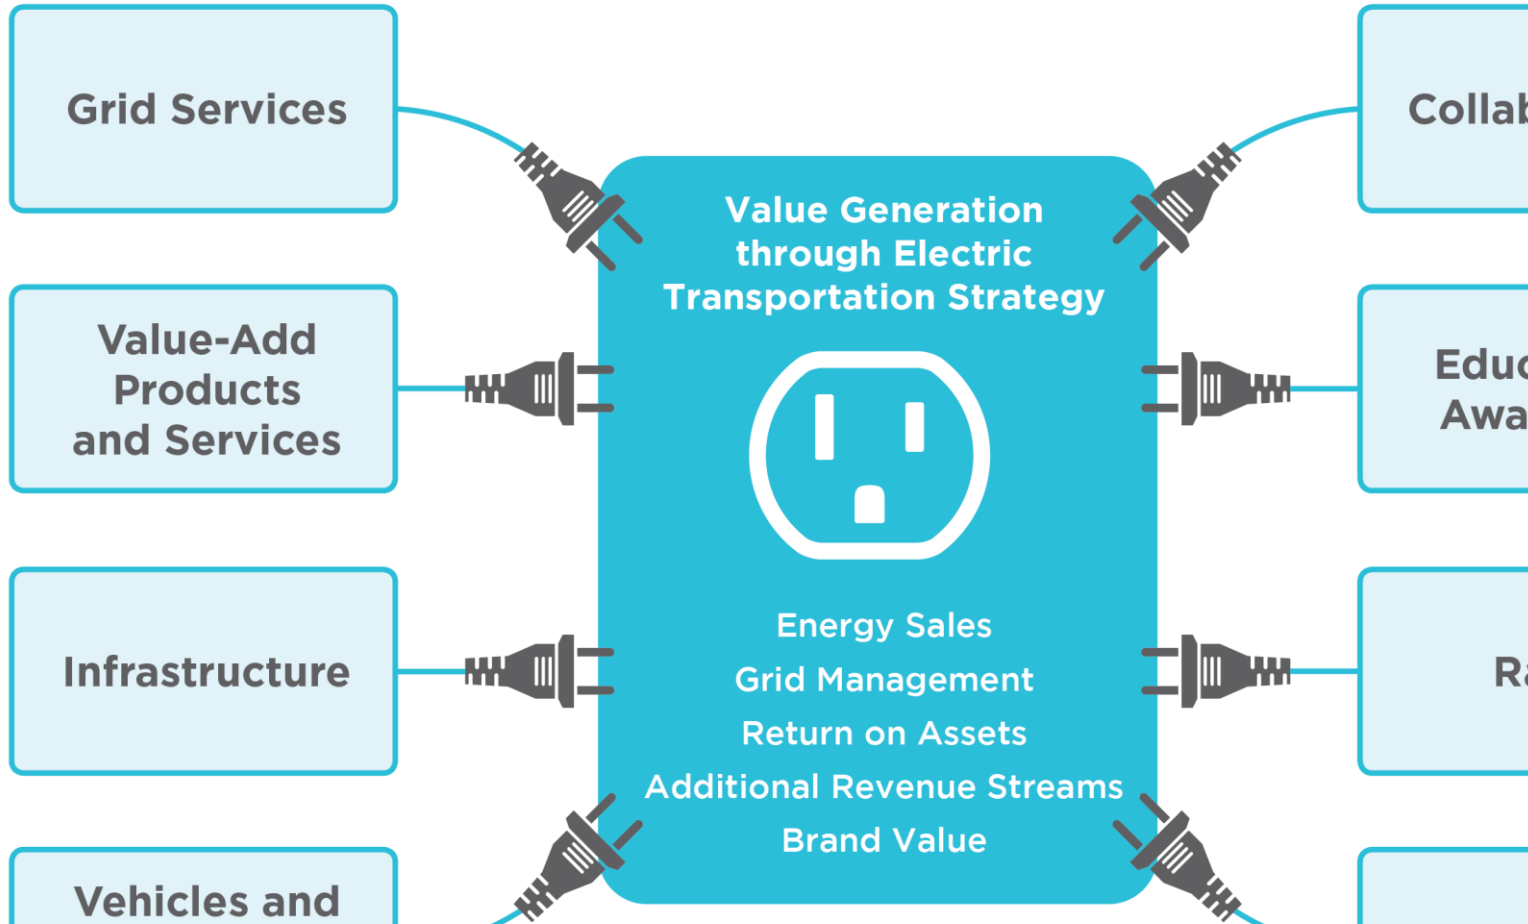 Grid Services
Value-Add
Products
and Services
Infrastructure
Vehicles and
Value Generation
through Electric
Transportation Strategy
Energy Sales
Grid Management
Return on Assets
Additional Revenue Streams
Brand Value